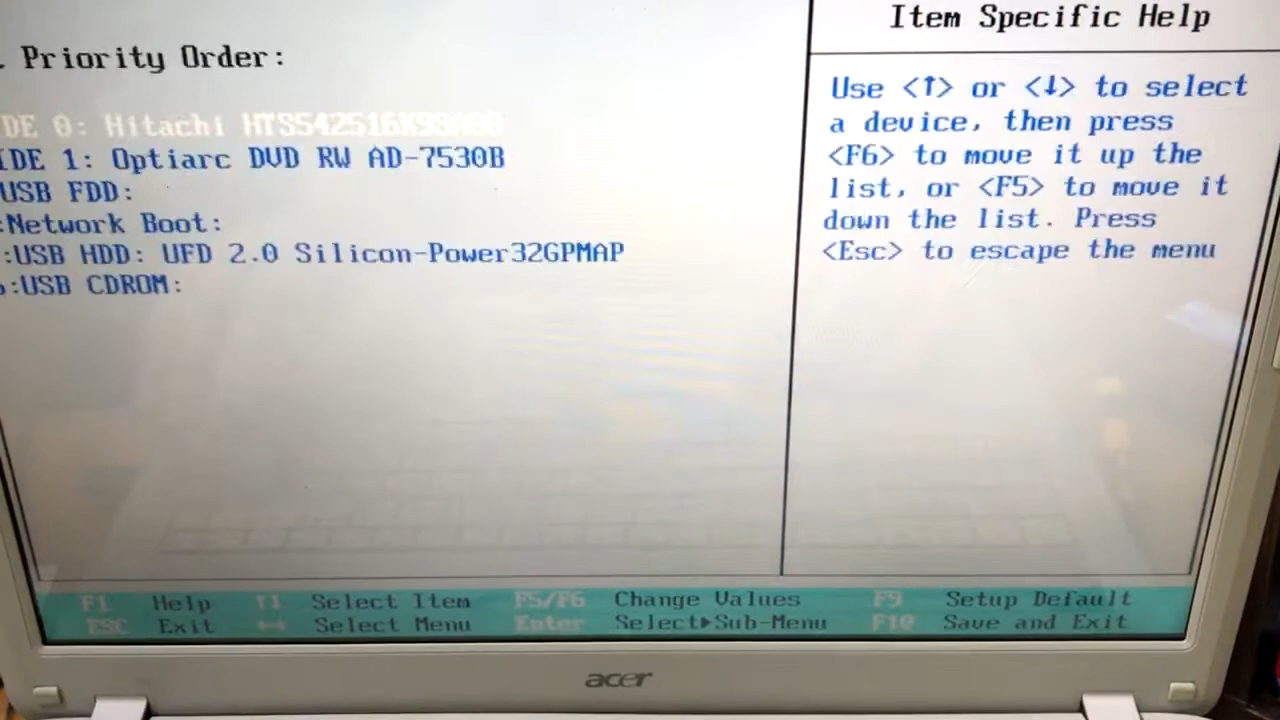 Item Specific Help
. Priority Order:
DE 0: Hitachi
IDE 1: Optiarc DVD RW AD-7530B
USB FDD:
:Network Boot:
:USB HDD: UFD 2.0 Silicon-Power32GPMAP
:USB CDROM:
Use <↑> or <↓> to select
a device, then press
<F6> to move it up the
list, or <F5> to move it
down the list. Press
<Esc> to escape the menu
F1 Help ↑↓ Select Item F5/F6 Change Values F9 Setup Default
ESC Exit ↔ Select Menu Enter Select▶Sub-Menu F10 Save and Exit
acer